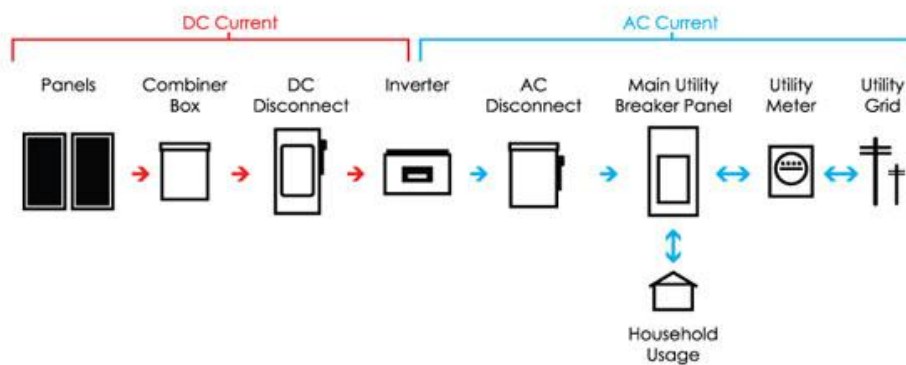 DC Current
AC Current
Panels
Combiner
Box
DC
Disconnect
Inverter
AC
Disconnect
Main Utility
Breaker Panel
Utility
Meter
Utility
Grid
Household
Usage